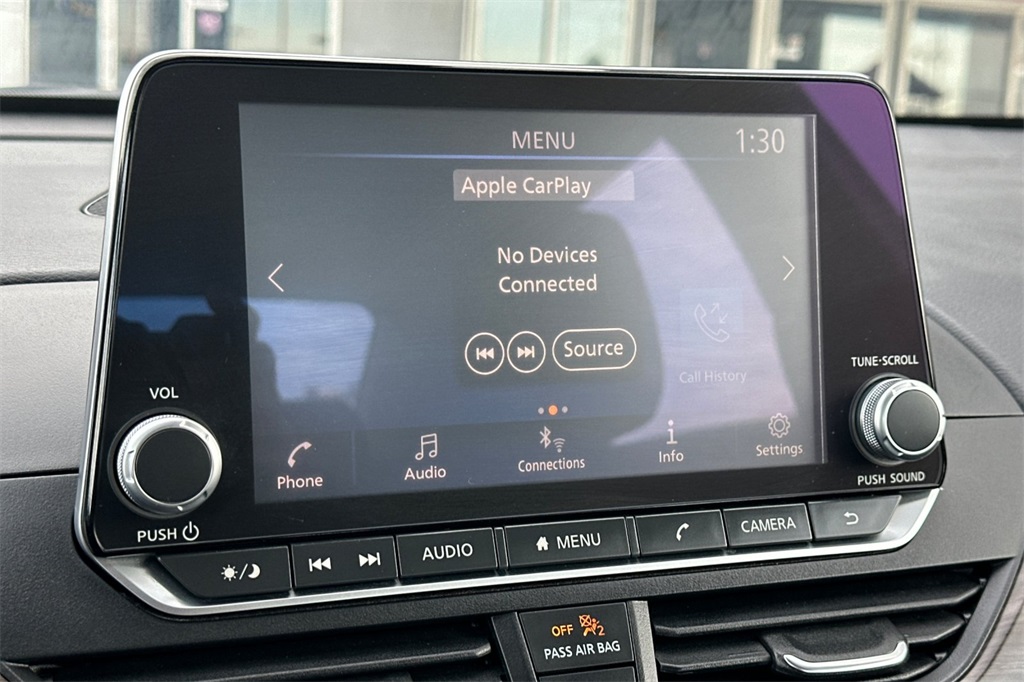 MENU
1:30
Apple CarPlay
No Devices
Connected
Source
Call History
Phone
Audio
Connections
Info
Settings
VOL
PUSH
TUNE·SCROLL
PUSH SOUND
AUDIO
MENU
CAMERA
OFF 2
PASS AIR BAG